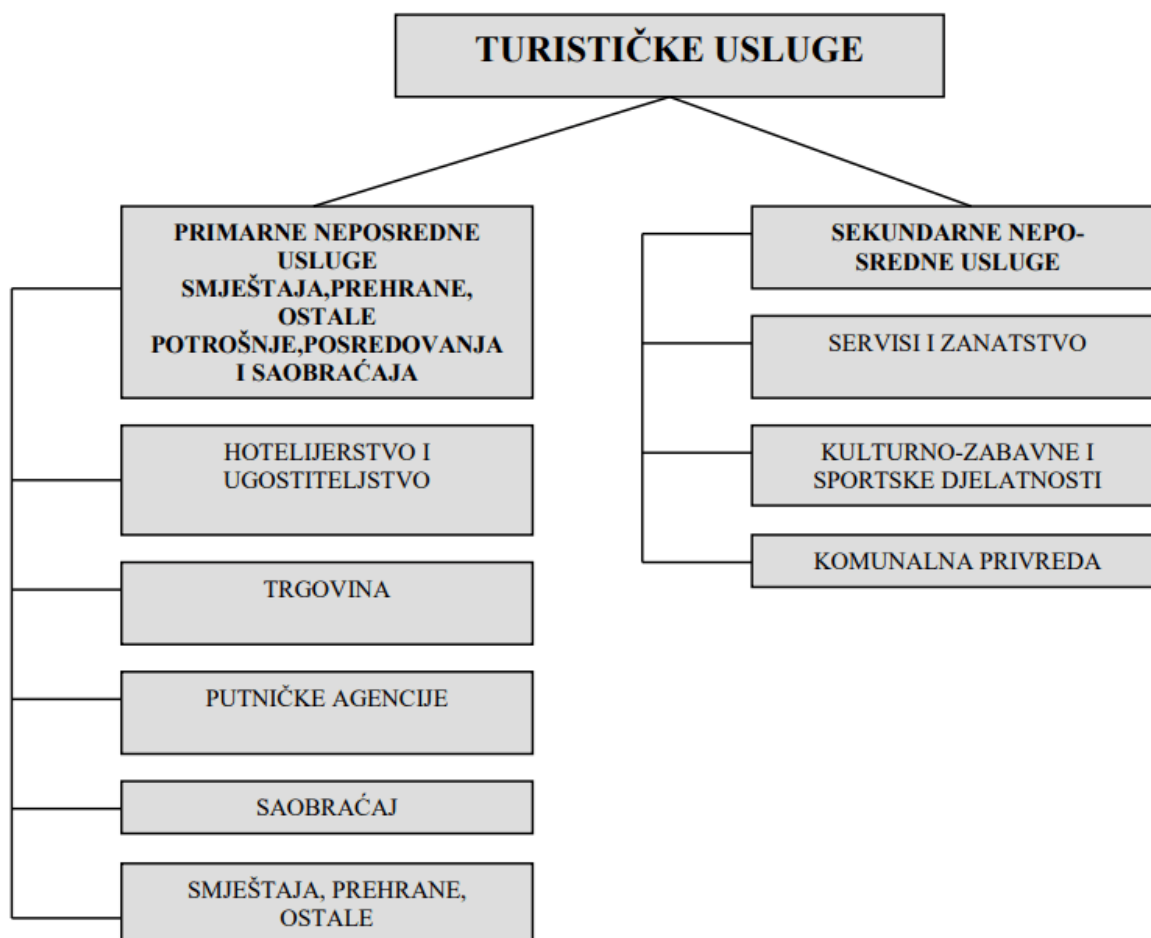 TURISTIČKE USLUGE
PRIMARNE NEPOSREDNE
USLUGE
SMJEŠTAJA,PREHRANE,
OSTALE
POTROŠNJE,POSREDOVANJA
I SAOBRAĆAJA
HOTELIJERSTVO I
UGOSTITELJSTVO
TRGOVINA
PUTNIČKE AGENCIJE
SAOBRAĆAJ
SMJEŠTAJA, PREHRANE,
OSTALE
SEKUNDARNE NEPO-
SREDNE USLUGE
SERVISI I ZANATSTVO
KULTURNO-ZABAVNE I
SPORTSKE DJELATNOSTI
KOMUNALNA PRIVREDA